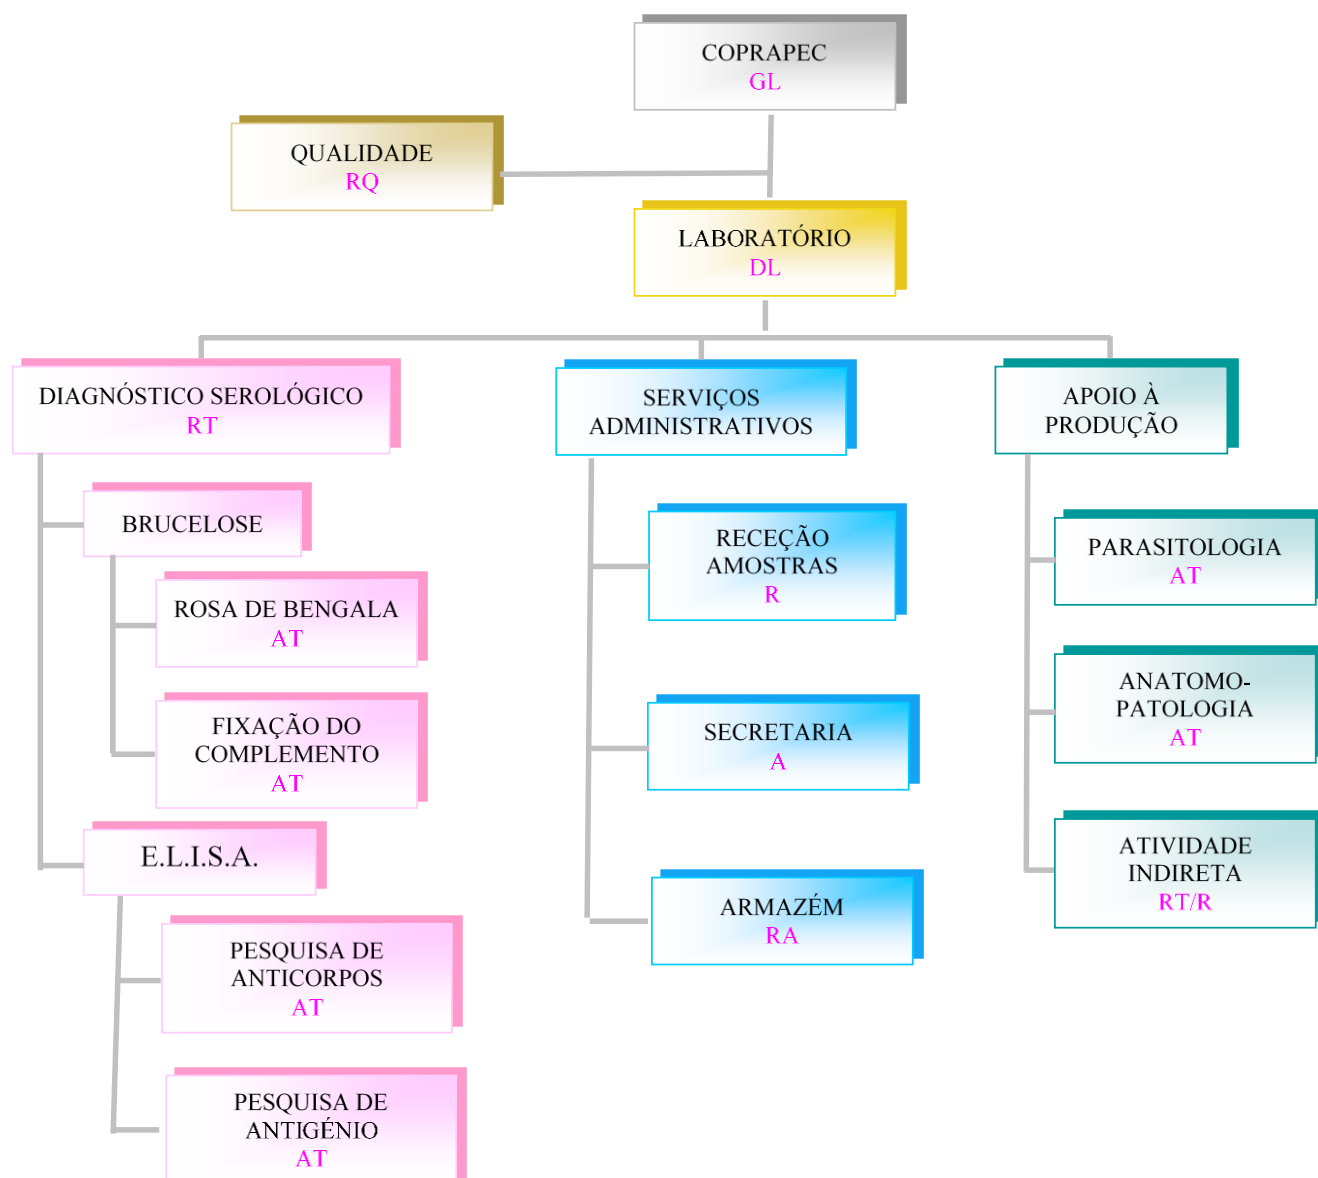 COPRAPEC
GL
QUALIDADE
RQ
LABORATÓRIO
DL
DIAGNÓSTICO SEROLÓGICO
RT
BRUCELOSE
ROSA DE BENGALA
AT
FIXAÇÃO DO
COMPLEMENTO
AT
E.L.I.S.A.
PESQUISA DE
ANTICORPOS
AT
PESQUISA DE
ANTIGÉNIO
AT
SERVIÇOS
ADMINISTRATIVOS
RECEÇÃO
AMOSTRAS
R
SECRETARIA
A
ARMAZÉM
RA
APOIO À
PRODUÇÃO
PARASITOLOGIA
AT
ANATOMO-
PATOLOGIA
AT
ATIVIDADE
INDIRETA
RT/R